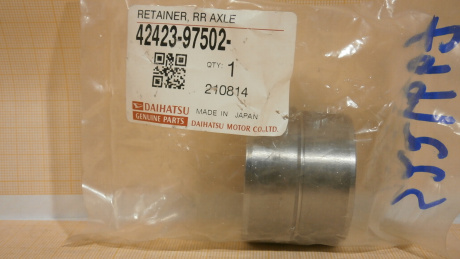 RETAINER, RR AXLE
42423-97502-
QTY: 1
210814
DAIHATSU
GENUINE PARTS
MADE IN JAPAN
DAIHATSU MOTOR CO.,LTD.